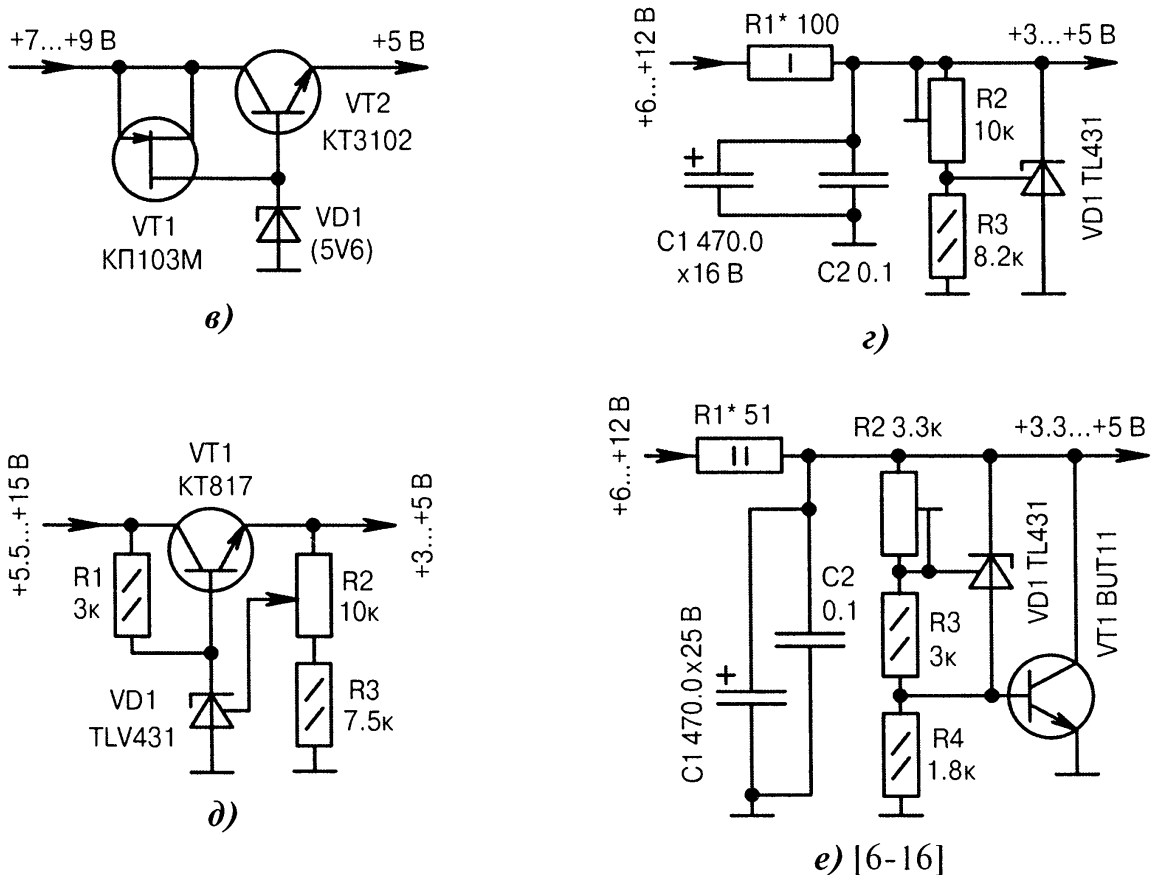 +7...+9 В
+5 В
VT2
КТ3102
VT1
КП103М
VD1
(5V6)
в)
+6...+12 В
R1* 100
+3...+5 В
R2
10к
R3
8.2к
VD1 TL431
+
C1 470.0
x16 В
C2 0.1
г)
+5.5...+15 В
VT1
КТ817
+3...+5 В
R1
3к
R2
10к
R3
7.5к
VD1
TLV431
д)
+6...+12 В
R1* 51
R2 3.3к
+3.3...+5 В
C2
0.1
+
C1 470.0x25 В
R3
3к
R4
1.8к
VD1 TL431
VT1 BUT11
е) [6-16]